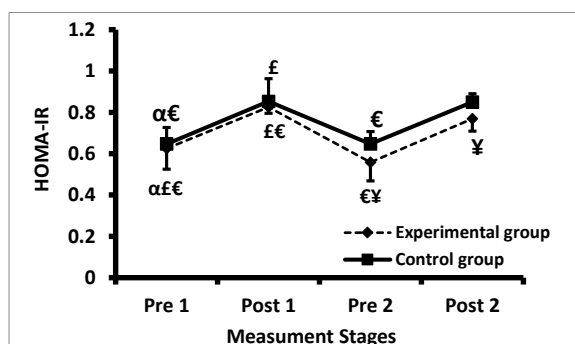 1.2
1
0.8
0.6
0.4
0.2
0
HOMA-IR
α€
£
€
α£€
£€
€¥
¥
Experimental group
Control group
Pre 1 Post 1 Pre 2 Post 2
Measument Stages